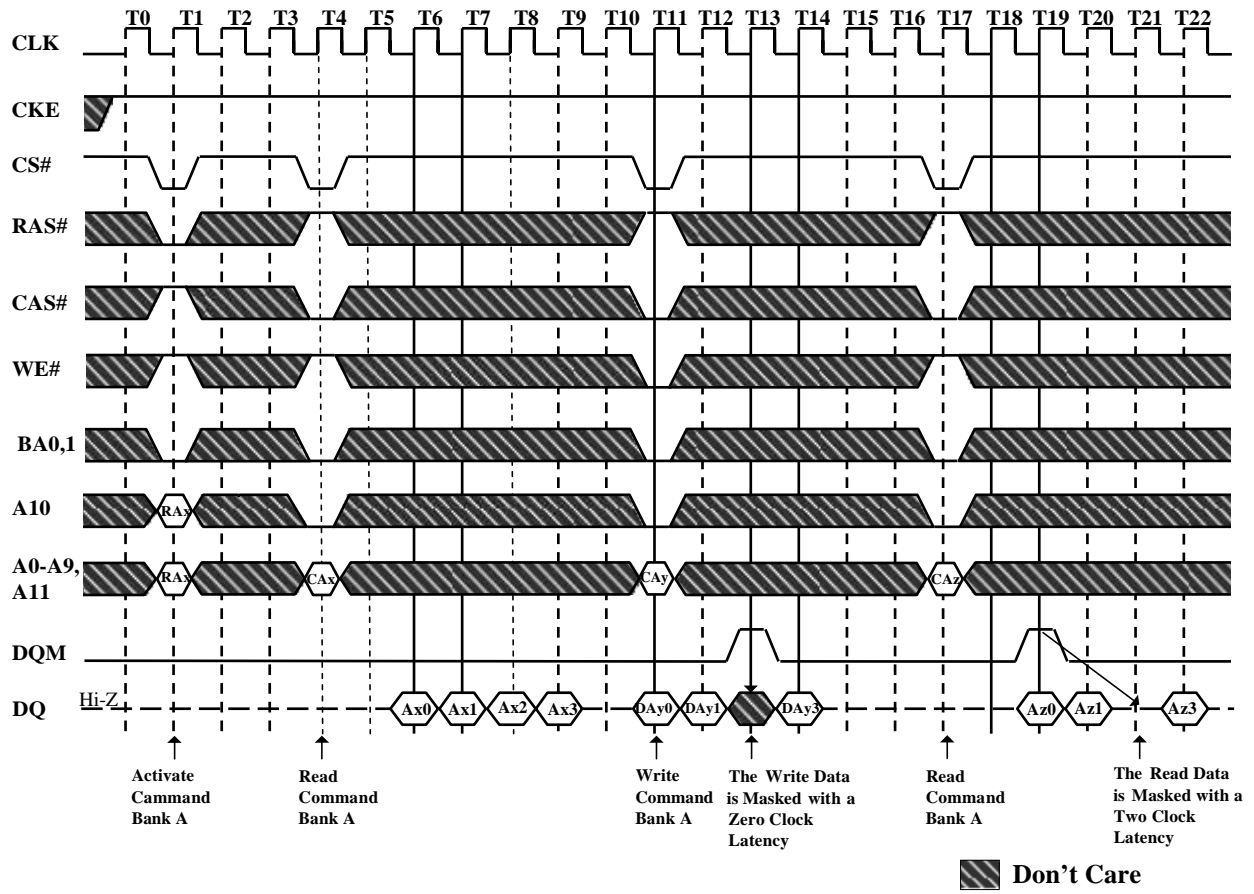 T0 T1 T2 T3 T4 T5 T6 T7 T8 T9 T10 T11 T12 T13 T14 T15 T16 T17 T18 T19 T20 T21 T22
CLK
CKE
CS#
RAS#
CAS#
WE#
BA0,1
A10
RAx
A0-A9,
A11
RAx CAx CAy CAz
DQM
Hi-Z
DQ
Ax0 Ax1 Ax2 Ax3 DAy0 DAy1 DAy3 Az0 Az1 Az3
Activate
Cammand
Bank A
Read
Command
Bank A
Write
Command
Bank A
The Write Data
is Masked with a
Zero Clock
Latency
Read
Command
Bank A
The Read Data
is Masked with a
Two Clock
Latency
Don't Care